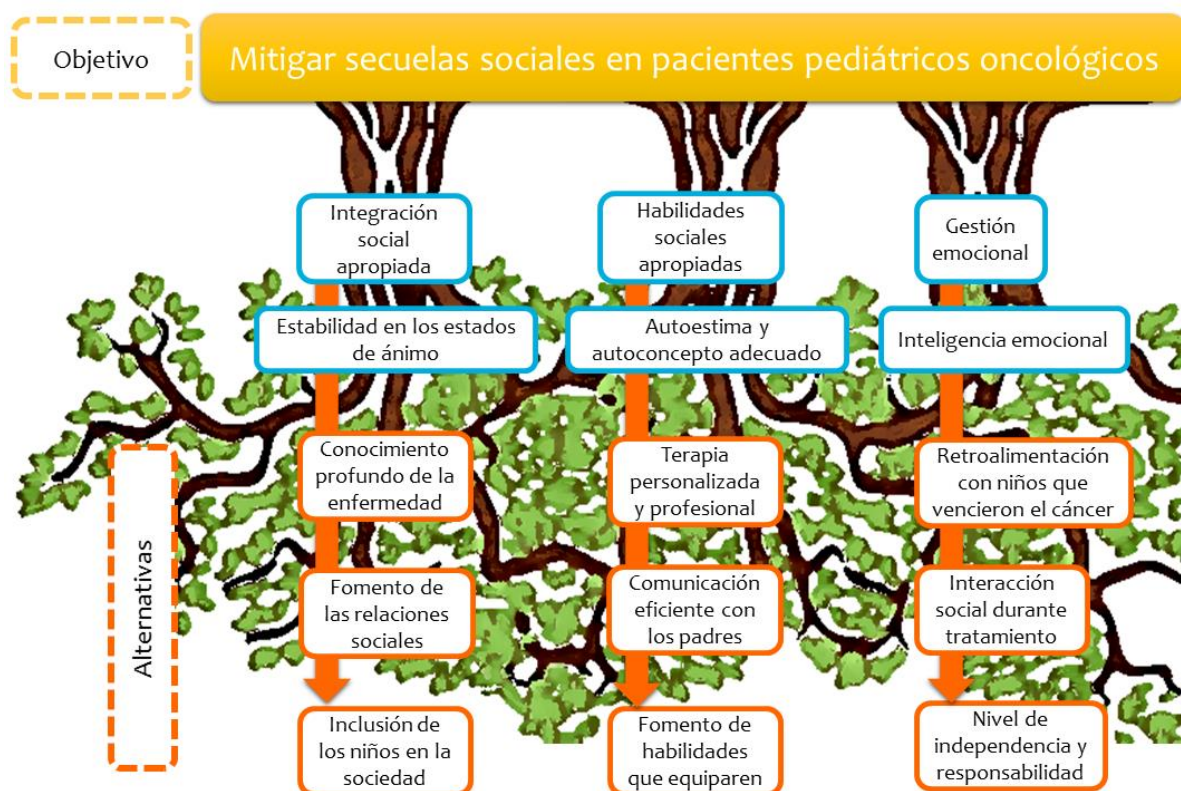 Objetivo
Mitigar secuelas sociales en pacientes pediátricos oncológicos
Integración
social
apropiada
Habilidades
sociales
apropiadas
Gestión
emocional
Estabilidad en los estados
de ánimo
Autoestima y
autoconcepto adecuado
Inteligencia emocional
Alternativas
Conocimiento
profundo de la
enfermedad
Terapia
personalizada
y profesional
Retroalimentación
con niños que
vencieron el cáncer
Fomento de
las relaciones
sociales
Comunicación
eficiente con
los padres
Interacción
social durante
tratamiento
Inclusión de
los niños en la
sociedad
Fomento de
habilidades
que equiparen
Nivel de
independencia y
responsabilidad